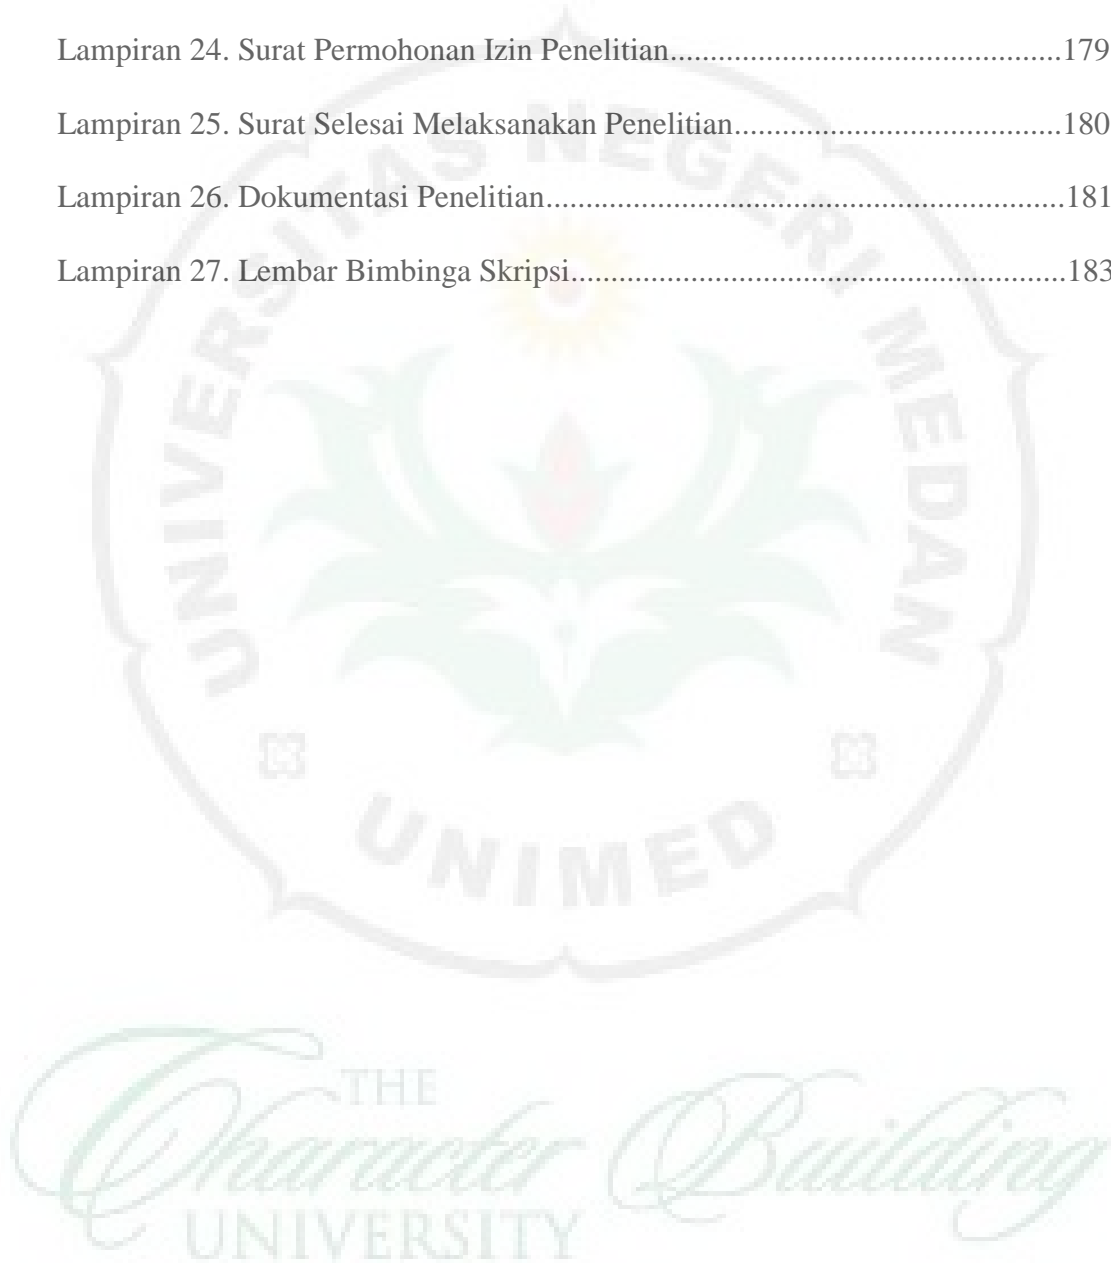 Lampiran 24. Surat Permohonan Izin Penelitian...............................................179
Lampiran 25. Surat Selesai Melaksanakan Penelitian.......................................180
Lampiran 26. Dokumentasi Penelitian..............................................................181
Lampiran 27. Lembar Bimbinga Skripsi...........................................................183
UNIVERSITAS NEGERI MEDAN
UNIMED
THE
Character Building
UNIVERSITY